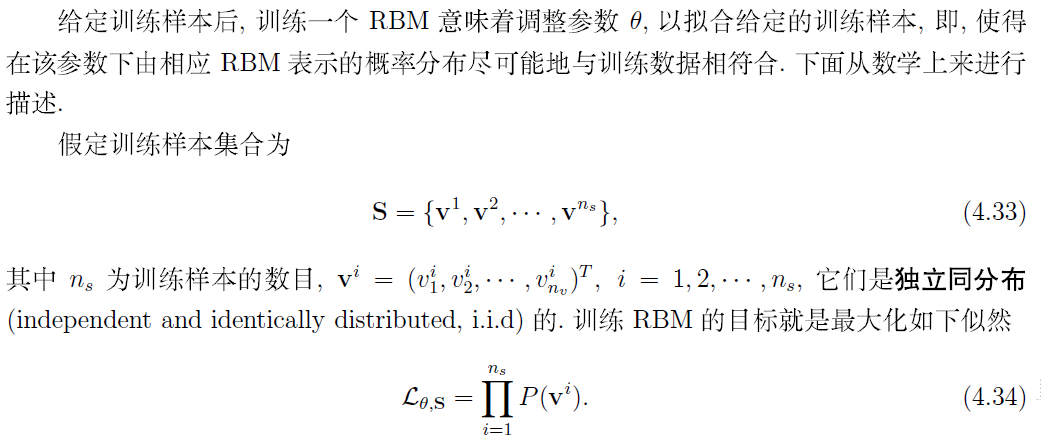 给定训练样本后, 训练一个 RBM 意味着调整参数 θ, 以拟合给定的训练样本, 即, 使得
在该参数下由相应 RBM 表示的概率分布尽可能地与训练数据相符合. 下面从数学上来进行
描述.
假定训练样本集合为
S = {v^1, v^2, ⋯ , v^{n_s}}, (4.33)
其中 n_s 为训练样本的数目, v^i = (v_1^i, v_2^i, ⋯ , v_{n_v}^i)^T, i = 1, 2, ⋯ , n_s, 它们是独立同分布
(independent and identically distributed, i.i.d) 的. 训练 RBM 的目标就是最大化如下似然
ℒ_{θ,S} = ∏_{i=1}^{n_s} P(v^i). (4.34)